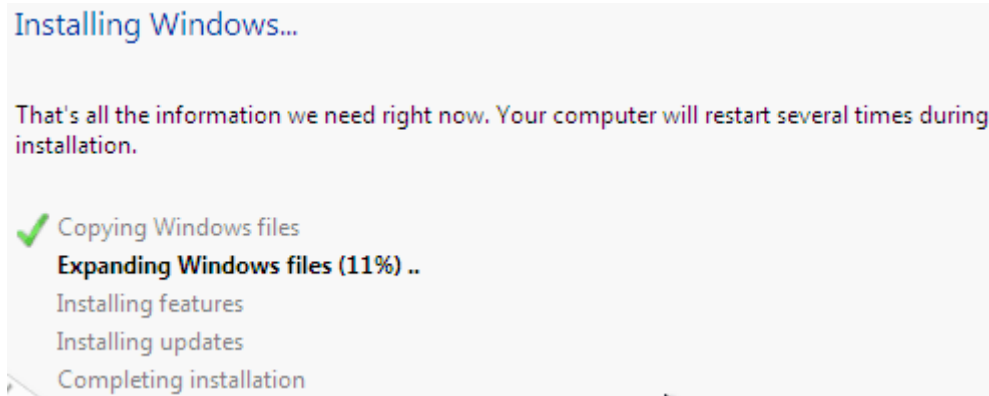 Installing Windows...
That's all the information we need right now. Your computer will restart several times during
installation.
Copying Windows files
Expanding Windows files (11%) ..
Installing features
Installing updates
Completing installation